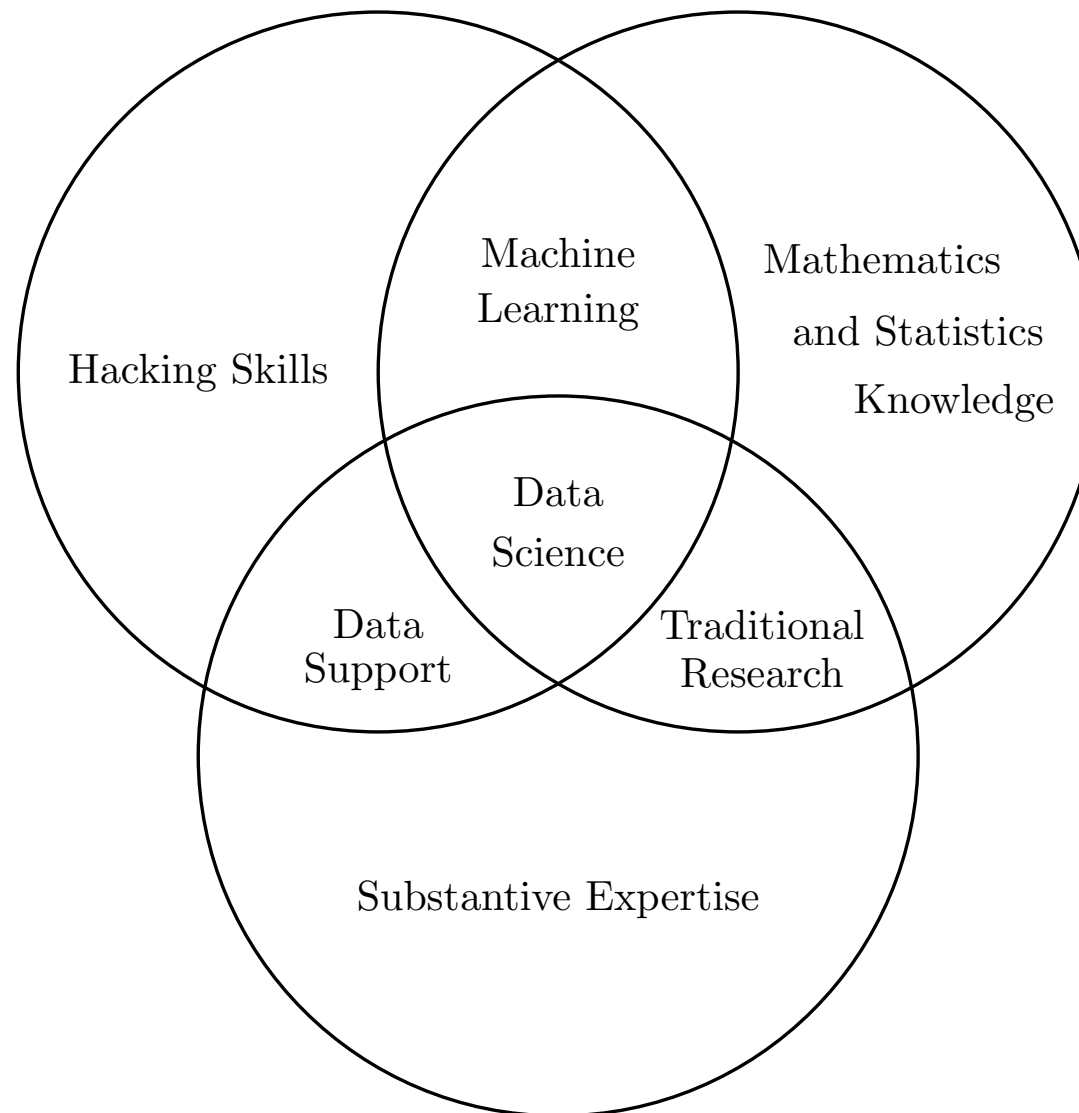 Machine
Learning
Mathematics
and Statistics
Knowledge
Hacking Skills
Data
Science
Data
Support
Traditional
Research
Substantive Expertise